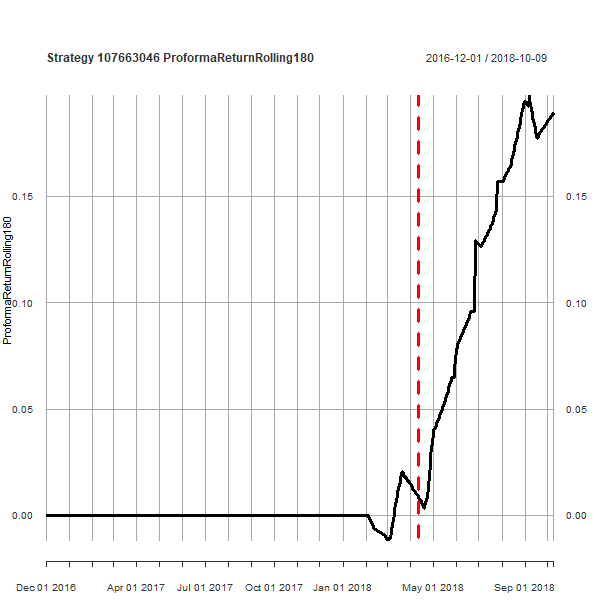 Strategy 107663046 ProformaReturnRolling180
2016-12-01 / 2018-10-09
ProformaReturnRolling180
0.15
0.15
0.10
0.10
0.05
0.05
0.00
0.00
Dec 01 2016
Apr 01 2017
Jul 01 2017
Oct 01 2017
Jan 01 2018
May 01 2018
Sep 01 2018